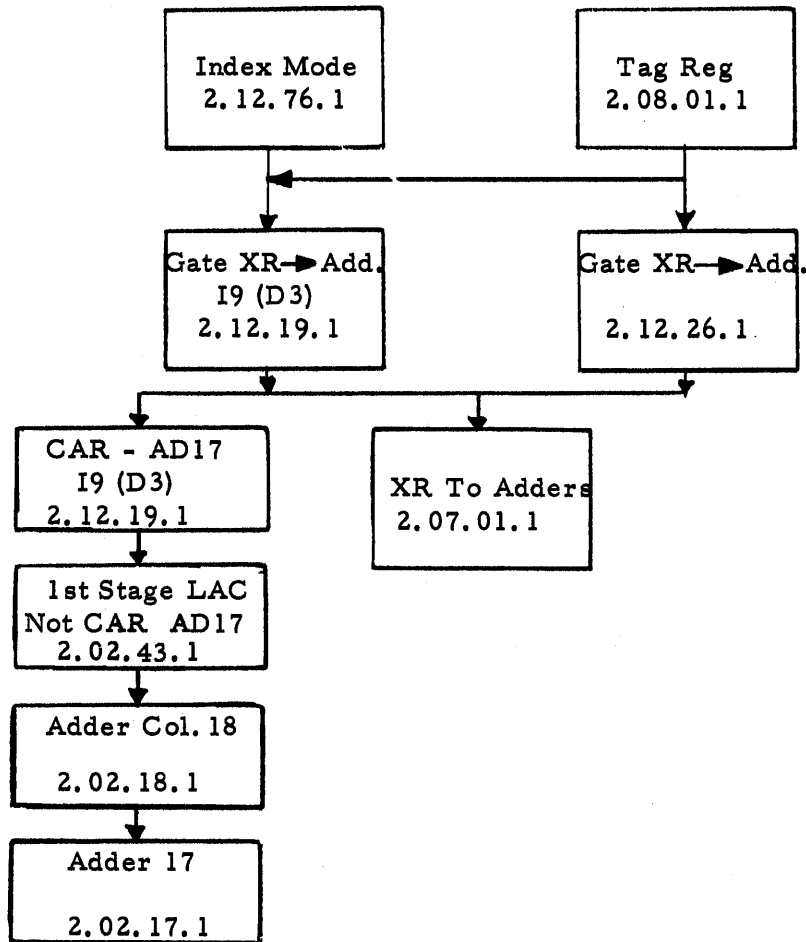 Index Mode
2.12.76.1
Tag Reg
2.08.01.1
Gate XR→Add.
I9 (D3)
2.12.19.1
Gate XR→Add.
2.12.26.1
CAR - AD17
I9 (D3)
2.12.19.1
XR To Adders
2.07.01.1
1st Stage LAC
Not CAR AD17
2.02.43.1
Adder Col. 18
2.02.18.1
Adder 17
2.02.17.1